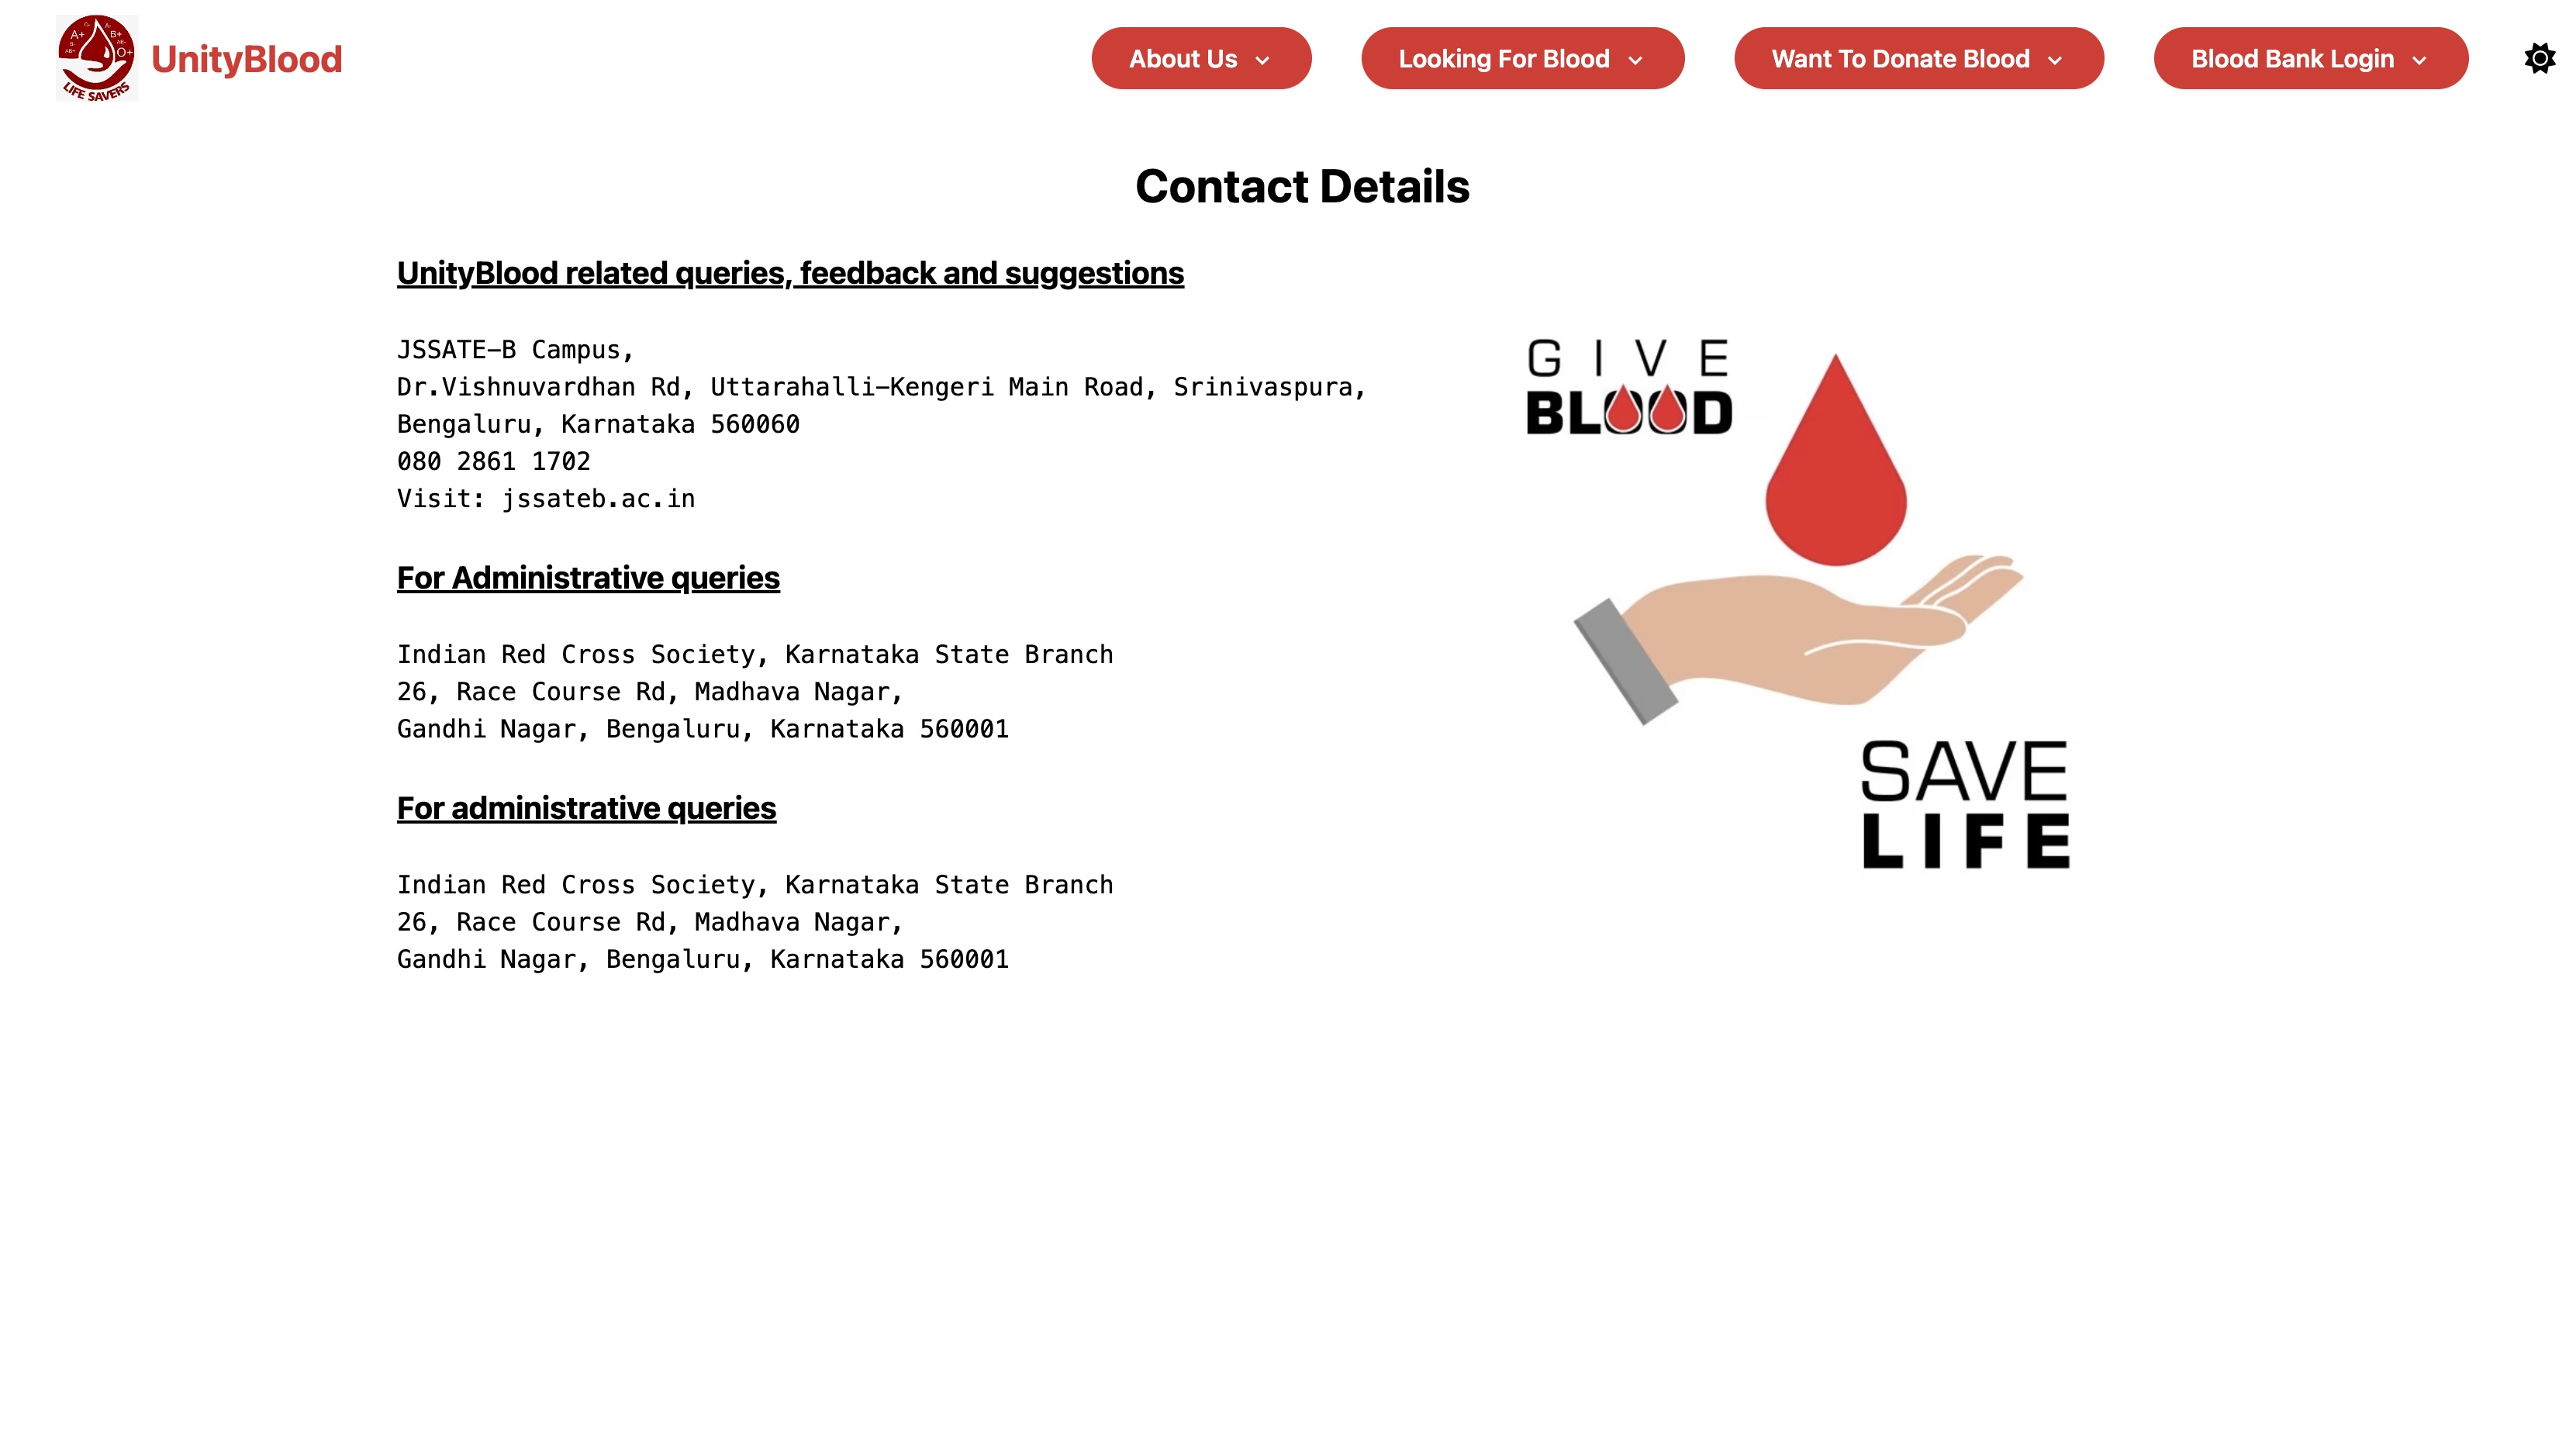 A+ B+ O+
LIFE SAVERS
UnityBlood
About Us
Looking For Blood
Want To Donate Blood
Blood Bank Login
Contact Details
UnityBlood related queries, feedback and suggestions
JSSATE-B Campus,
Dr.Vishnuvardhan Rd, Uttarahalli-Kengeri Main Road, Srinivaspura,
Bengaluru, Karnataka 560060
080 2861 1702
Visit: jssateb.ac.in
For Administrative queries
Indian Red Cross Society, Karnataka State Branch
26, Race Course Rd, Madhava Nagar,
Gandhi Nagar, Bengaluru, Karnataka 560001
For administrative queries
Indian Red Cross Society, Karnataka State Branch
26, Race Course Rd, Madhava Nagar,
Gandhi Nagar, Bengaluru, Karnataka 560001
GIVE
BLOOD
SAVE
LIFE